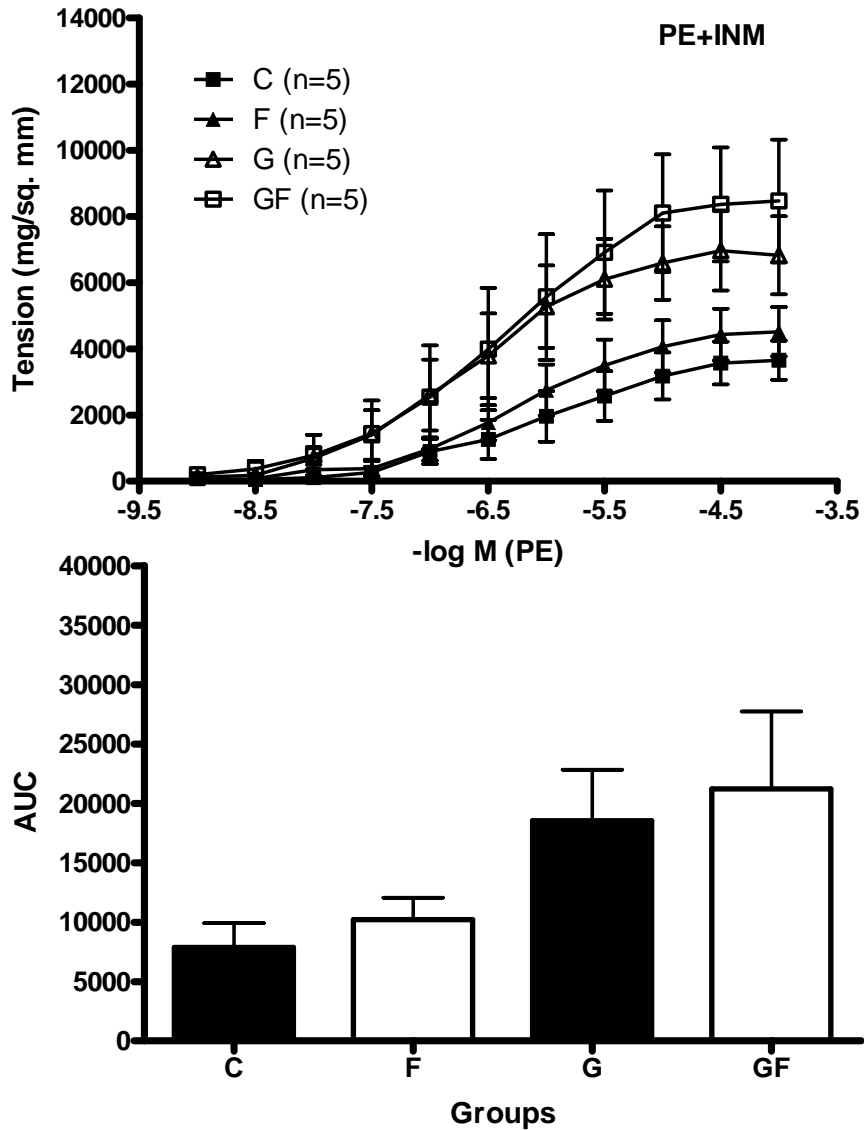 14000
12000
10000
8000
6000
4000
2000
0
Tension (mg/sq. mm)
PE+INM
C (n=5)
F (n=5)
G (n=5)
GF (n=5)
-9.5 -8.5 -7.5 -6.5 -5.5 -4.5 -3.5
-log M (PE)
40000
35000
30000
25000
20000
15000
10000
5000
0
AUC
C F G GF
Groups